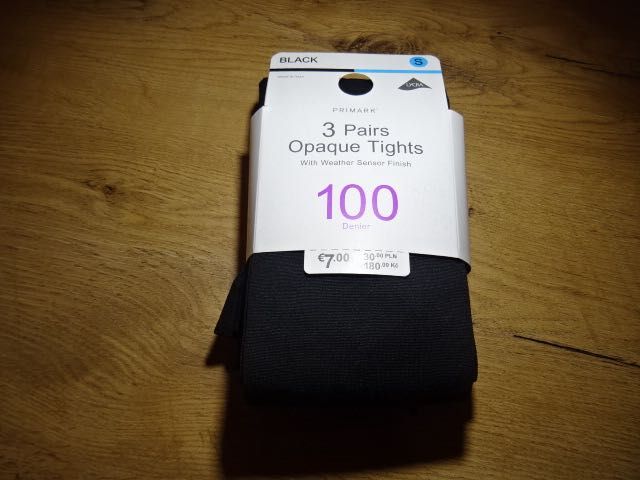 BLACK
S
LYCRA
PRIMARK
3 Pairs
Opaque Tights
With Weather Sensor Finish
100
Denier
€7.00
30.00 PLN
180.00 Kč